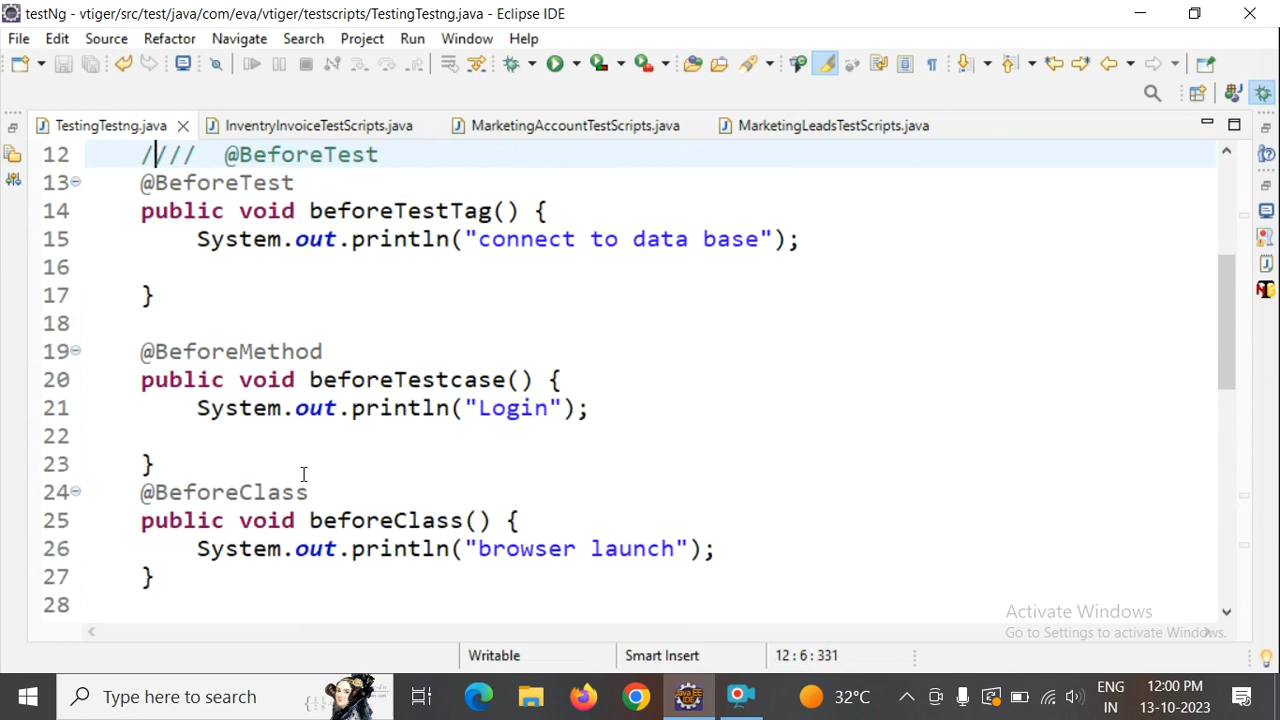 testNg - vtiger/src/test/java/com/eva/vtiger/testscripts/TestingTestng.java - Eclipse IDE
File Edit Source Refactor Navigate Search Project Run Window Help
TestingTestng.java InventryInvoiceTestScripts.java MarketingAccountTestScripts.java MarketingLeadsTestScripts.java
12 //// @BeforeTest
13 @BeforeTest
14 public void beforeTestTag() {
15 System.out.println("connect to data base");
16
17 }
18
19 @BeforeMethod
20 public void beforeTestcase() {
21 System.out.println("Login");
22
23 }
24 @BeforeClass
25 public void beforeClass() {
26 System.out.println("browser launch");
27 }
28
Activate Windows
Go to Settings to activate Windows.
Writable Smart Insert 12 : 6 : 331
Type here to search
32°C
ENG
IN
12:00 PM
13-10-2023